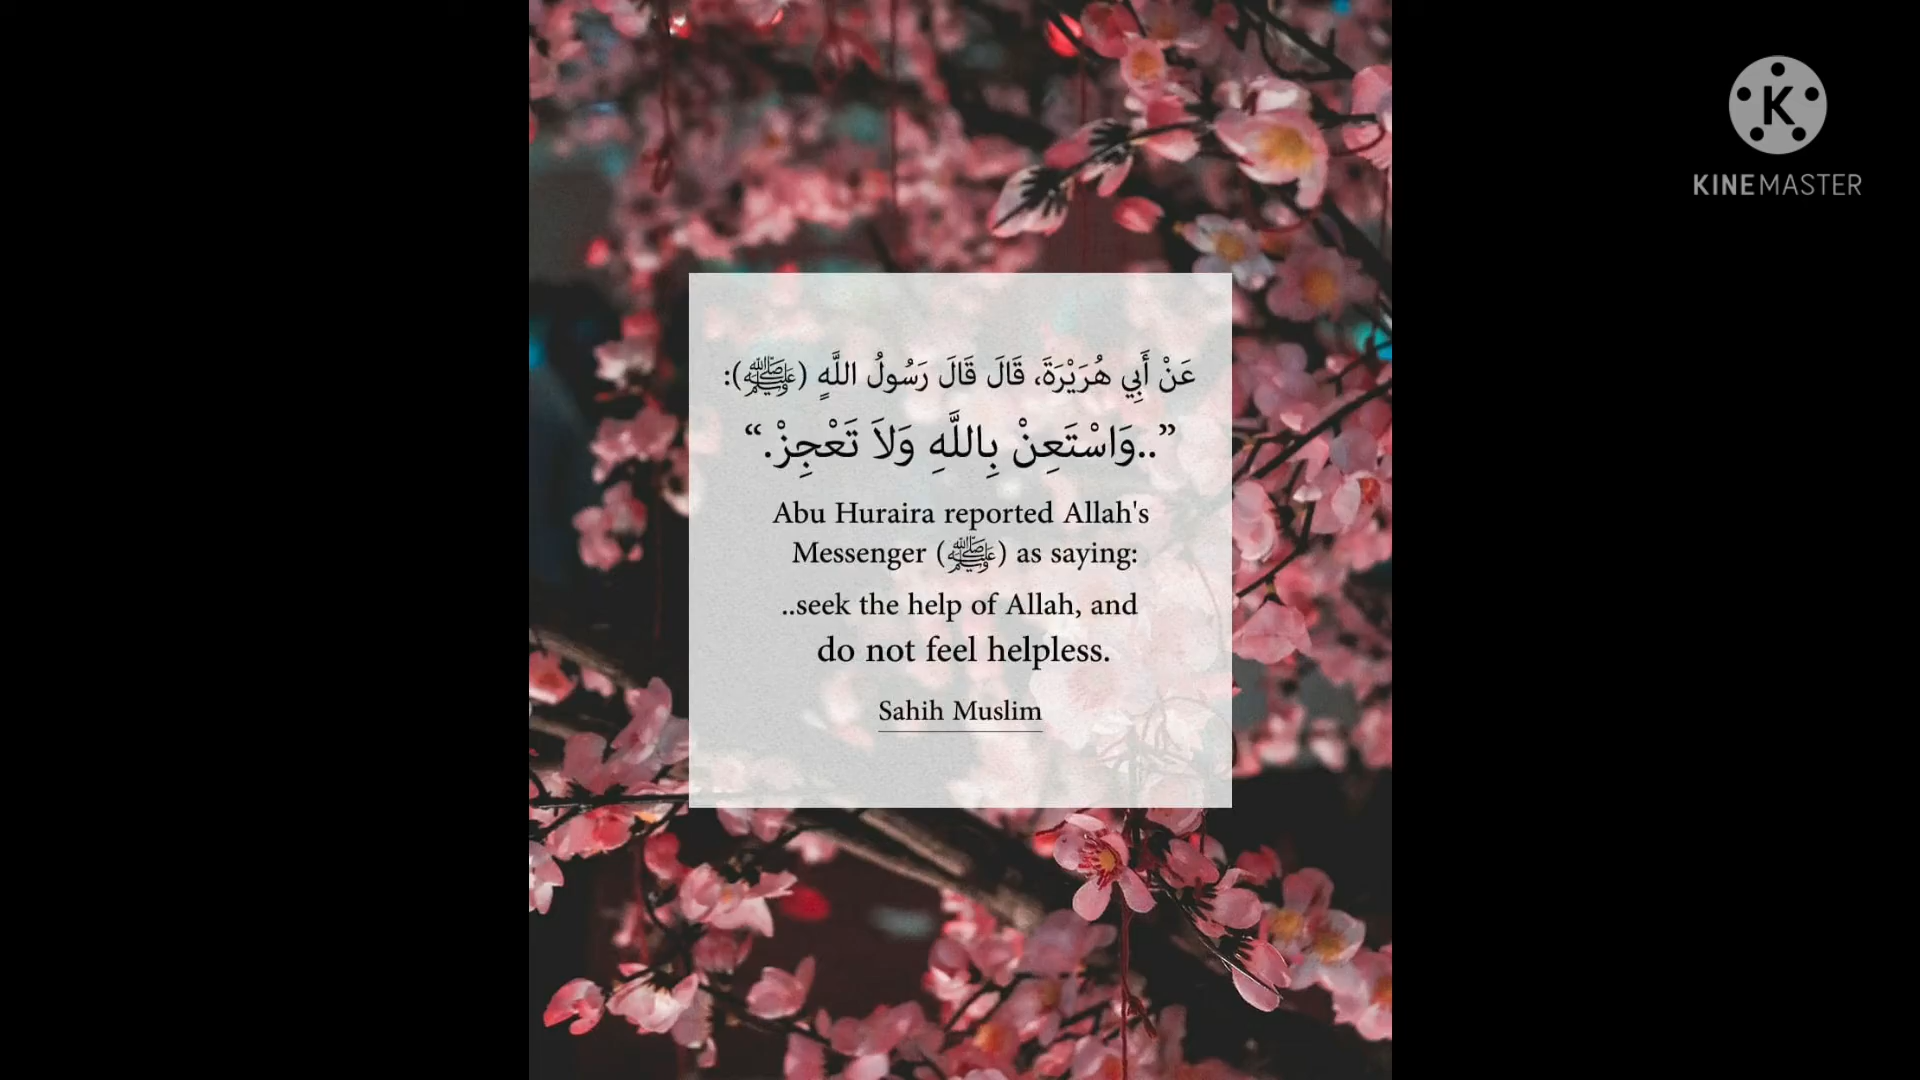 عَنْ أَبِي هُرَيْرَةَ، قَالَ قَالَ رَسُولُ اللَّهِ (ﷺ):
”..وَاسْتَعِنْ بِاللَّهِ وَلاَ تَعْجِزْ.“
Abu Huraira reported Allah's
Messenger (ﷺ) as saying:
..seek the help of Allah, and
do not feel helpless.
Sahih Muslim
K
KINEMASTER